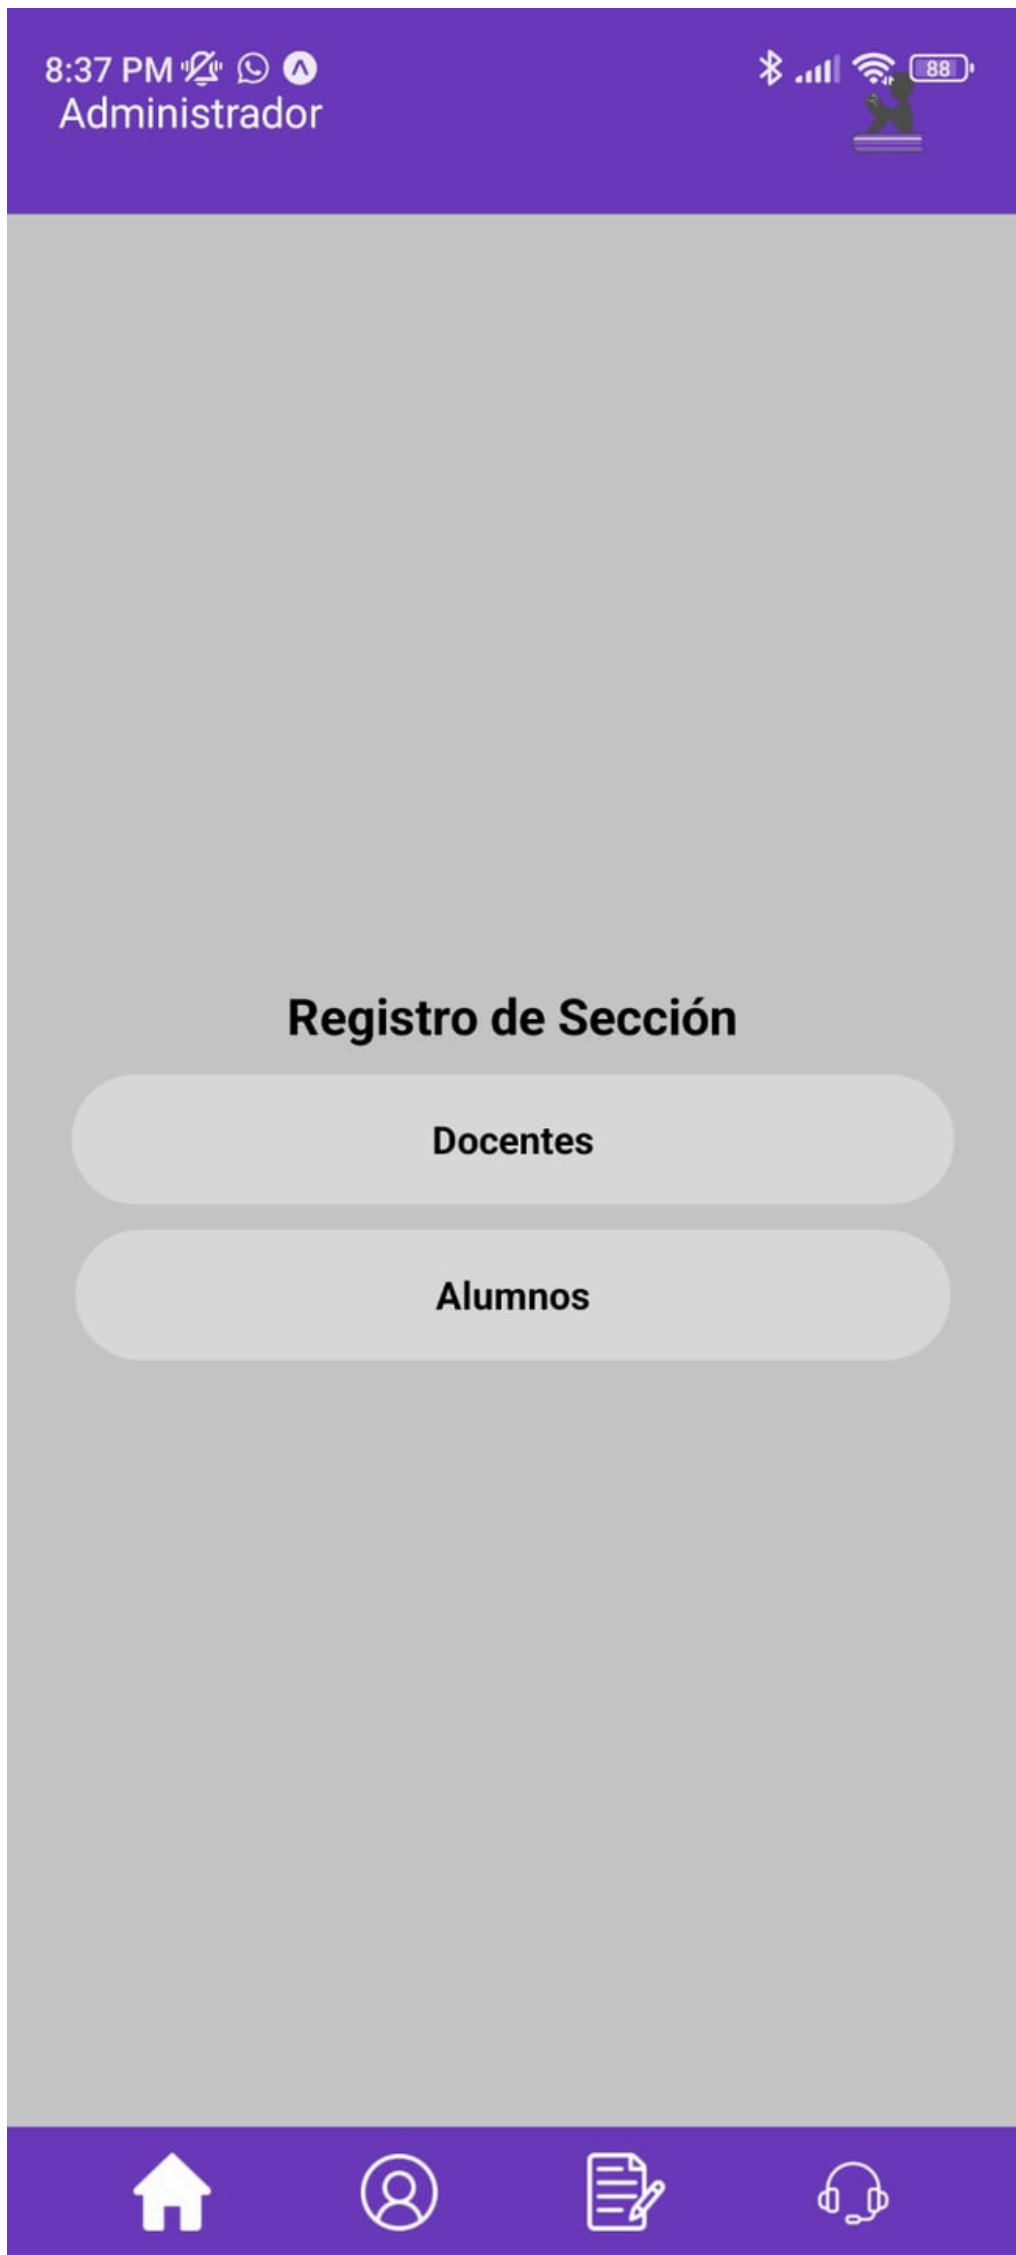 8:37 PM 88
Administrador
Registro de Sección
Docentes
Alumnos